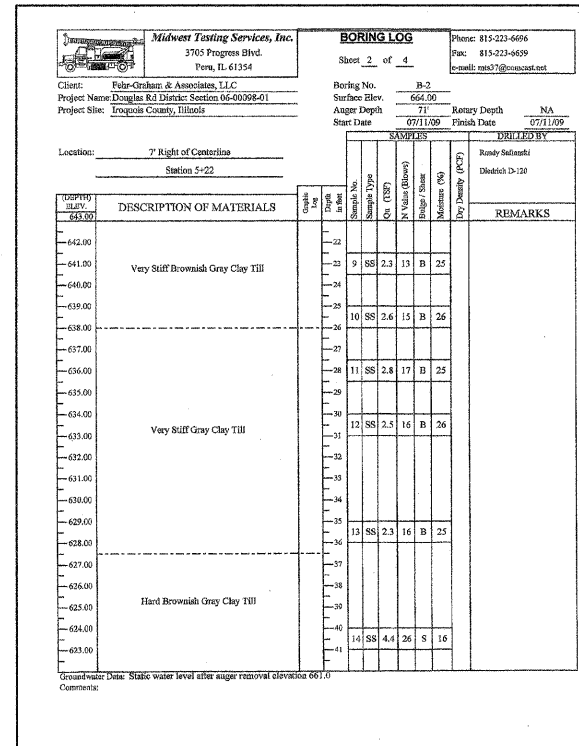 Midwest Testing Services, Inc.
3705 Progress Blvd.
Peru, IL 61354
BORING LOG
Sheet 2 of 4
Phone: 815-223-6696
Fax: 815-223-6659
e-mail: mts37@comcast.net
Client: Fehr-Graham & Associates, LLC
Project Name: Douglas Rd District Section 06-00098-01
Project Site: Iroquois County, Illinois
Boring No. B-2
Surface Elev. 664.00
Auger Depth 71' Rotary Depth NA
Start Date 07/11/09 Finish Date 07/11/09
SAMPLES
DRILLED BY
Location: 7' Right of Centerline
Station 5+22
Randy
Diedrich D-120
(DEPTH) ELEV. 643.00
DESCRIPTION OF MATERIALS
Graphic Log
Depth in feet
Sample No.
Sample Type
Qu (TSF)
N Value (Blows)
Bulge / Shear
Moisture (%)
Dry Density (PCF)
REMARKS
642.00 22
641.00 23 9 SS 2.3 13 B 25
Very Stiff Brownish Gray Clay Till
640.00 24
639.00 25
10 SS 2.6 15 B 26
638.00 26
637.00 27
636.00 28 11 SS 2.8 17 B 25
635.00 29
634.00 30
12 SS 2.5 16 B 26
Very Stiff Gray Clay Till
633.00 31
632.00 32
631.00 33
630.00 34
629.00 35
13 SS 2.3 16 B 25
628.00 36
627.00 37
626.00 38
Hard Brownish Gray Clay Till
625.00 39
624.00 40
14 SS 4.4 26 S 16
623.00 41
Groundwater Data: Static water level after auger removal elevation 661.0
Comments: